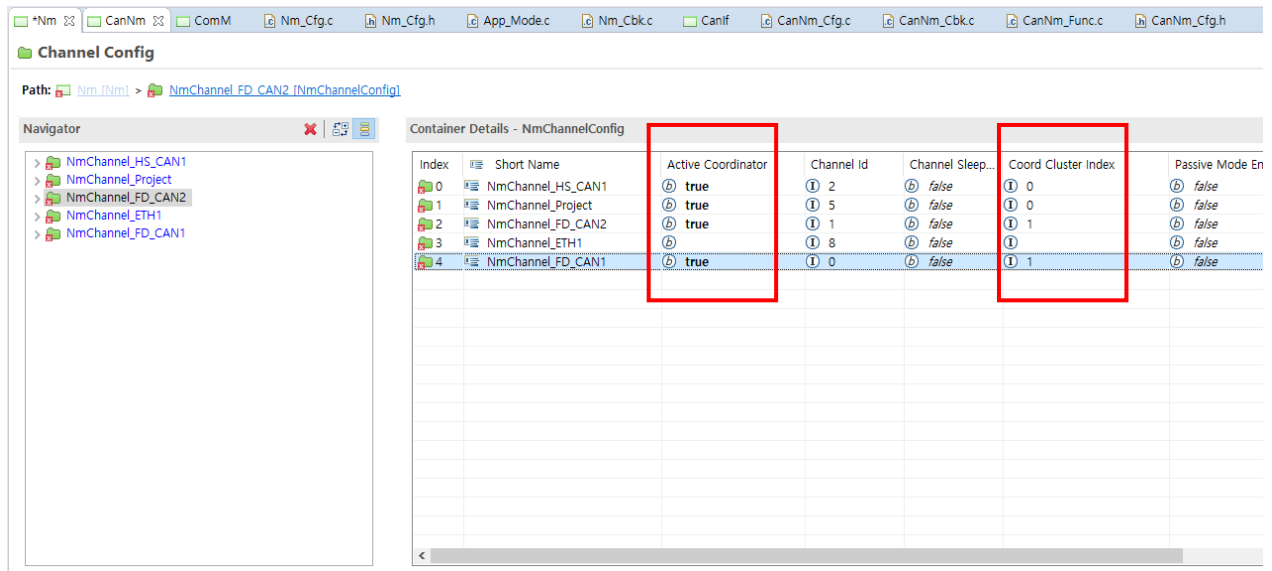 *Nm CanNm ComM Nm_Cfg.c Nm_Cfg.h App_Mode.c Nm_Cbk.c CanIf CanNm_Cfg.c CanNm_Cbk.c CanNm_Func.c CanNm_Cfg.h
Channel Config
Path: Nm [Nm] > NmChannel_FD_CAN2 [NmChannelConfig]
Navigator
NmChannel_HS_CAN1
NmChannel_Project
NmChannel_FD_CAN2
NmChannel_ETH1
NmChannel_FD_CAN1
Container Details - NmChannelConfig
Index Short Name Active Coordinator Channel Id Channel Sleep... Coord Cluster Index Passive Mode En
0 NmChannel_HS_CAN1 true 2 false 0 false
1 NmChannel_Project true 5 false 0 false
2 NmChannel_FD_CAN2 true 1 false 1 false
3 NmChannel_ETH1 8 false false
4 NmChannel_FD_CAN1 true 0 false 1 false